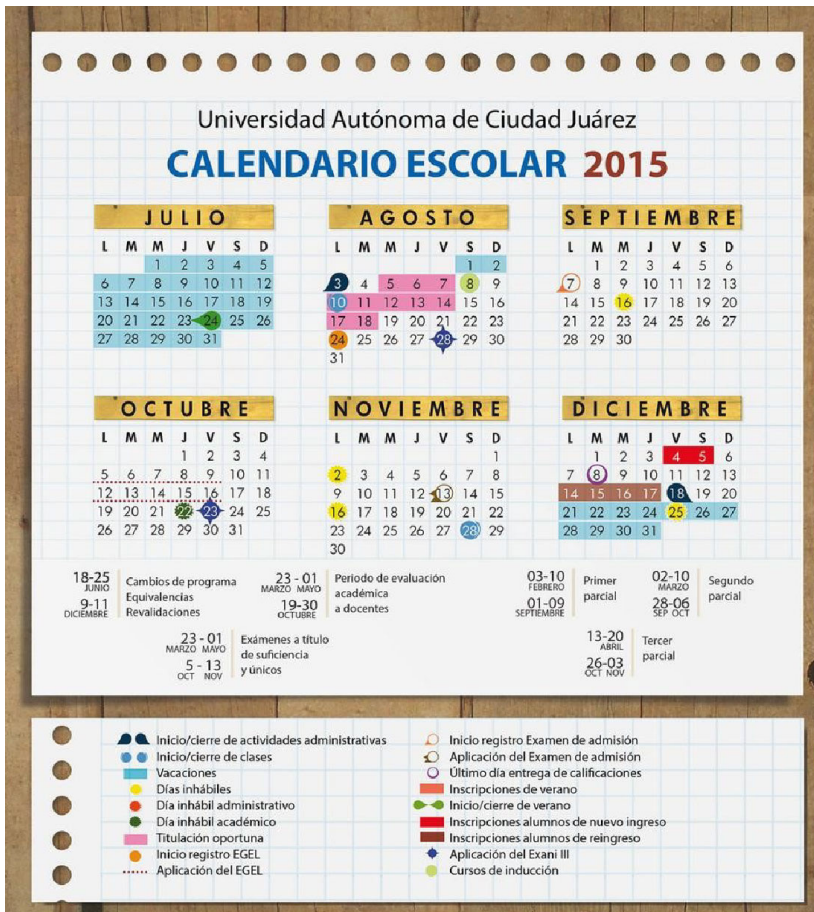 Universidad Autónoma de Ciudad Juárez
CALENDARIO ESCOLAR 2015
JULIO
L M M J V S D
1 2 3 4 5
6 7 8 9 10 11 12
13 14 15 16 17 18 19
20 21 22 23 24 25 26
27 28 29 30 31
AGOSTO
L M M J V S D
1 2
3 4 5 6 7 8 9
10 11 12 13 14 15 16
17 18 19 20 21 22 23
24 25 26 27 28 29 30
31
SEPTIEMBRE
L M M J V S D
1 2 3 4 5 6
7 8 9 10 11 12 13
14 15 16 17 18 19 20
21 22 23 24 25 26 27
28 29 30
OCTUBRE
L M M J V S D
1 2 3 4
5 6 7 8 9 10 11
12 13 14 15 16 17 18
19 20 21 22 23 24 25
26 27 28 29 30 31
NOVIEMBRE
L M M J V S D
1
2 3 4 5 6 7 8
9 10 11 12 13 14 15
16 17 18 19 20 21 22
23 24 25 26 27 28 29
30
DICIEMBRE
L M M J V S D
1 2 3 4 5 6
7 8 9 10 11 12 13
14 15 16 17 18 19 20
21 22 23 24 25 26 27
28 29 30 31
18-25
JUNIO
9-11
DICIEMBRE
Cambios de programa
Equivalencias
Revalidaciones
23 - 01
MARZO MAYO
19-30
OCTUBRE
Periodo de evaluación
académica
a docentes
03-10
FEBRERO
01-09
SEPTIEMBRE
Primer
parcial
02-10
MARZO
28-06
SEP OCT
Segundo
parcial
23 - 01
MARZO MAYO
5 - 13
OCT NOV
Exámenes a título
de suficiencia
y únicos
13-20
ABRIL
26-03
OCT NOV
Tercer
parcial
Inicio/cierre de actividades administrativas
Inicio/cierre de clases
Vacaciones
Días inhábiles
Día inhábil administrativo
Día inhábil académico
Titulación oportuna
Inicio registro EGEL
Aplicación del EGEL
Inicio registro Examen de admisión
Aplicación del Examen de admisión
Último día entrega de calificaciones
Inscripciones de verano
Inicio/cierre de verano
Inscripciones alumnos de nuevo ingreso
Inscripciones alumnos de reingreso
Aplicación del Exani III
Cursos de inducción